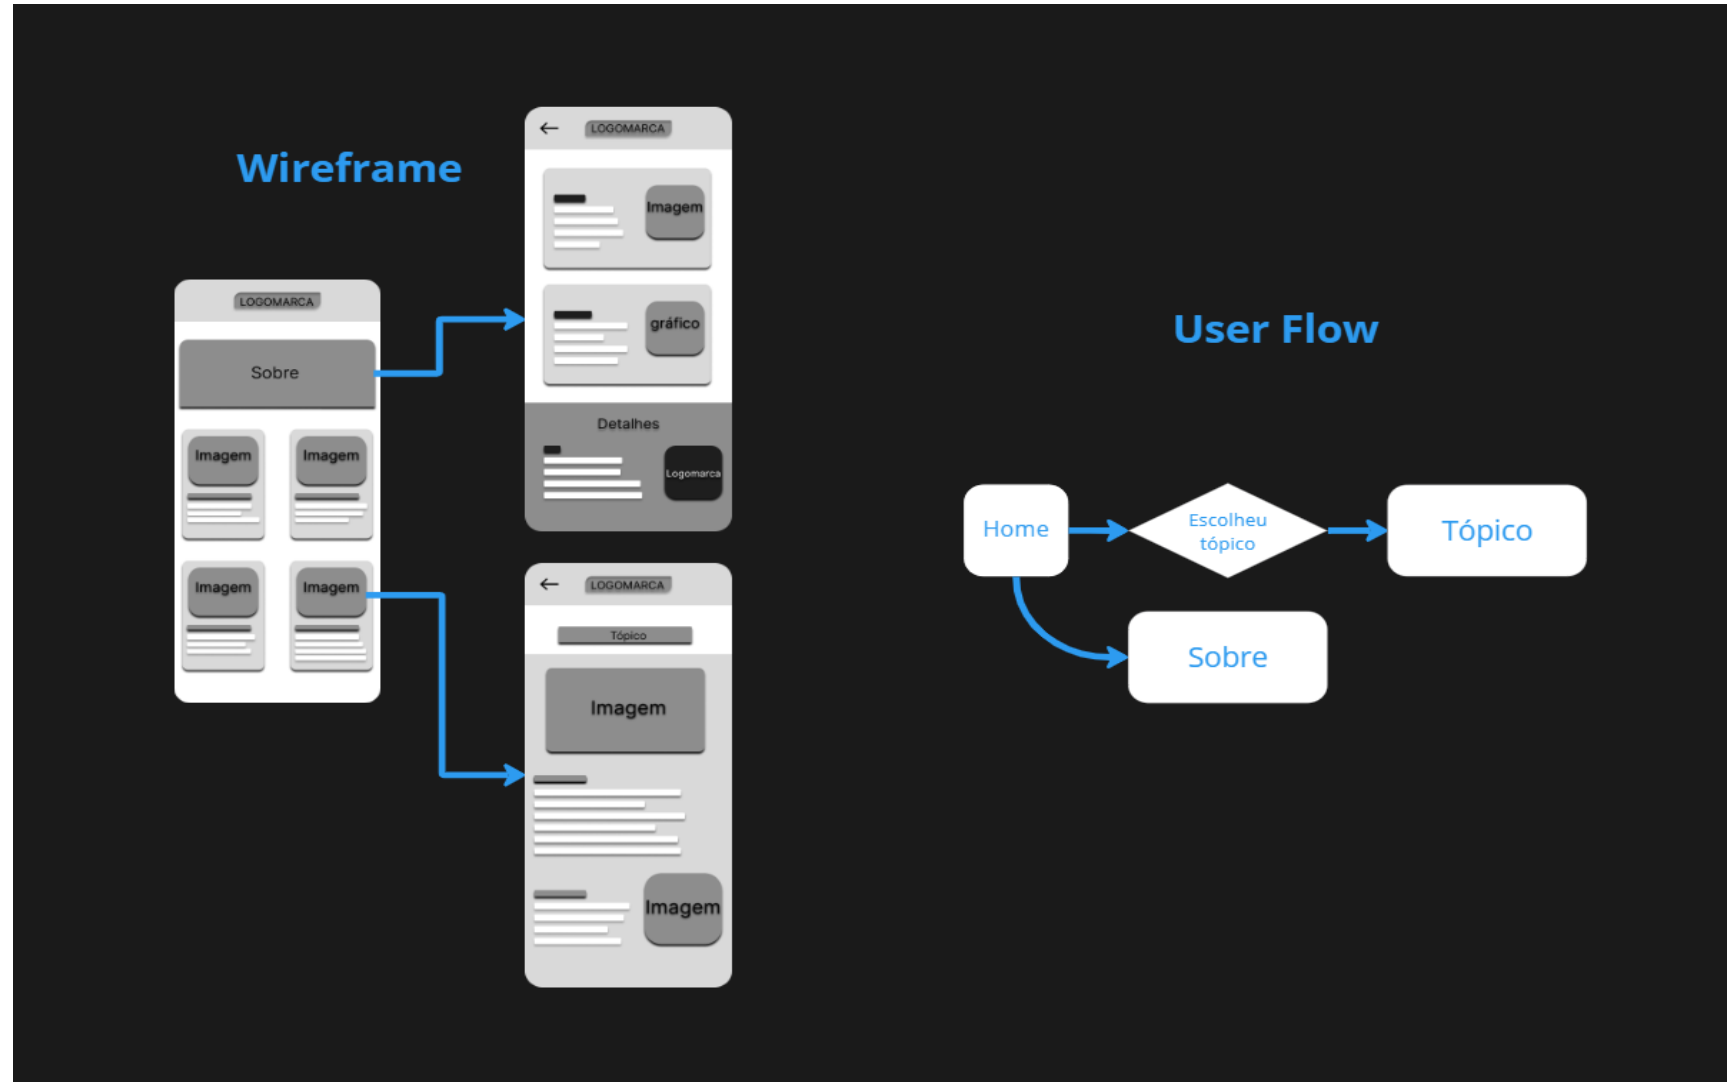 Wireframe
LOGOMARCA
Sobre
Imagem
Imagem
Imagem
Imagem
LOGOMARCA
Imagem
gráfico
Detalhes
Logomarca
LOGOMARCA
Tópico
Imagem
Imagem
User Flow
Home
Escolheu
tópico
Tópico
Sobre